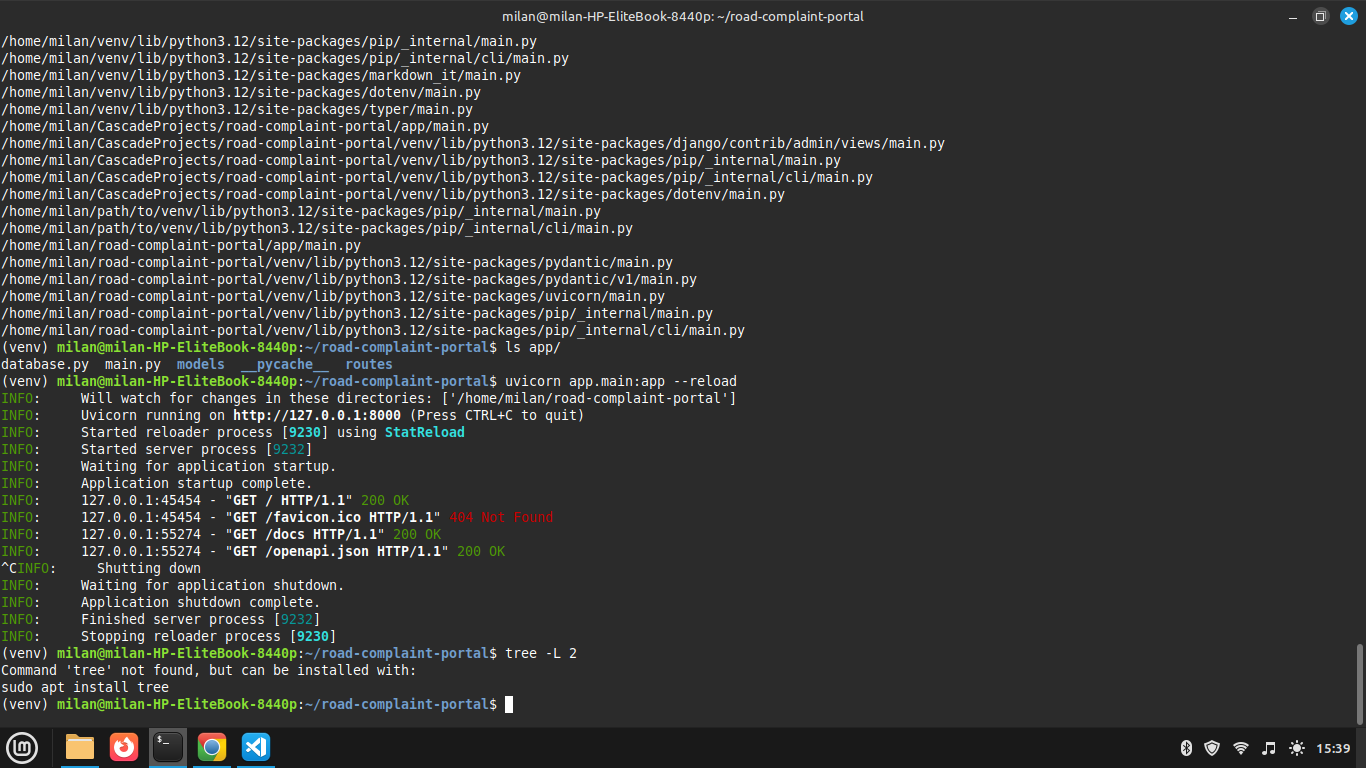 milan@milan-HP-EliteBook-8440p: ~/road-complaint-portal
/home/milan/venv/lib/python3.12/site-packages/pip/_internal/main.py
/home/milan/venv/lib/python3.12/site-packages/pip/_internal/cli/main.py
/home/milan/venv/lib/python3.12/site-packages/markdown_it/main.py
/home/milan/venv/lib/python3.12/site-packages/dotenv/main.py
/home/milan/venv/lib/python3.12/site-packages/typer/main.py
/home/milan/CascadeProjects/road-complaint-portal/app/main.py
/home/milan/CascadeProjects/road-complaint-portal/venv/lib/python3.12/site-packages/django/contrib/admin/views/main.py
/home/milan/CascadeProjects/road-complaint-portal/venv/lib/python3.12/site-packages/pip/_internal/main.py
/home/milan/CascadeProjects/road-complaint-portal/venv/lib/python3.12/site-packages/pip/_internal/cli/main.py
/home/milan/CascadeProjects/road-complaint-portal/venv/lib/python3.12/site-packages/dotenv/main.py
/home/milan/path/to/venv/lib/python3.12/site-packages/pip/_internal/main.py
/home/milan/path/to/venv/lib/python3.12/site-packages/pip/_internal/cli/main.py
/home/milan/road-complaint-portal/app/main.py
/home/milan/road-complaint-portal/venv/lib/python3.12/site-packages/pydantic/main.py
/home/milan/road-complaint-portal/venv/lib/python3.12/site-packages/pydantic/v1/main.py
/home/milan/road-complaint-portal/venv/lib/python3.12/site-packages/uvicorn/main.py
/home/milan/road-complaint-portal/venv/lib/python3.12/site-packages/pip/_internal/main.py
/home/milan/road-complaint-portal/venv/lib/python3.12/site-packages/pip/_internal/cli/main.py
(venv) milan@milan-HP-EliteBook-8440p:~/road-complaint-portal$ ls app/
database.py  main.py  models  __pycache__  routes
(venv) milan@milan-HP-EliteBook-8440p:~/road-complaint-portal$ uvicorn app.main:app --reload
INFO:     Will watch for changes in these directories: ['/home/milan/road-complaint-portal']
INFO:     Uvicorn running on http://127.0.0.1:8000 (Press CTRL+C to quit)
INFO:     Started reloader process [9230] using StatReload
INFO:     Started server process [9232]
INFO:     Waiting for application startup.
INFO:     Application startup complete.
INFO:     127.0.0.1:45454 - "GET / HTTP/1.1" 200 OK
INFO:     127.0.0.1:45454 - "GET /favicon.ico HTTP/1.1" 404 Not Found
INFO:     127.0.0.1:55274 - "GET /docs HTTP/1.1" 200 OK
INFO:     127.0.0.1:55274 - "GET /openapi.json HTTP/1.1" 200 OK
^CINFO:     Shutting down
INFO:     Waiting for application shutdown.
INFO:     Application shutdown complete.
INFO:     Finished server process [9232]
INFO:     Stopping reloader process [9230]
(venv) milan@milan-HP-EliteBook-8440p:~/road-complaint-portal$ tree -L 2
Command 'tree' not found, but can be installed with:
sudo apt install tree
(venv) milan@milan-HP-EliteBook-8440p:~/road-complaint-portal$
15:39